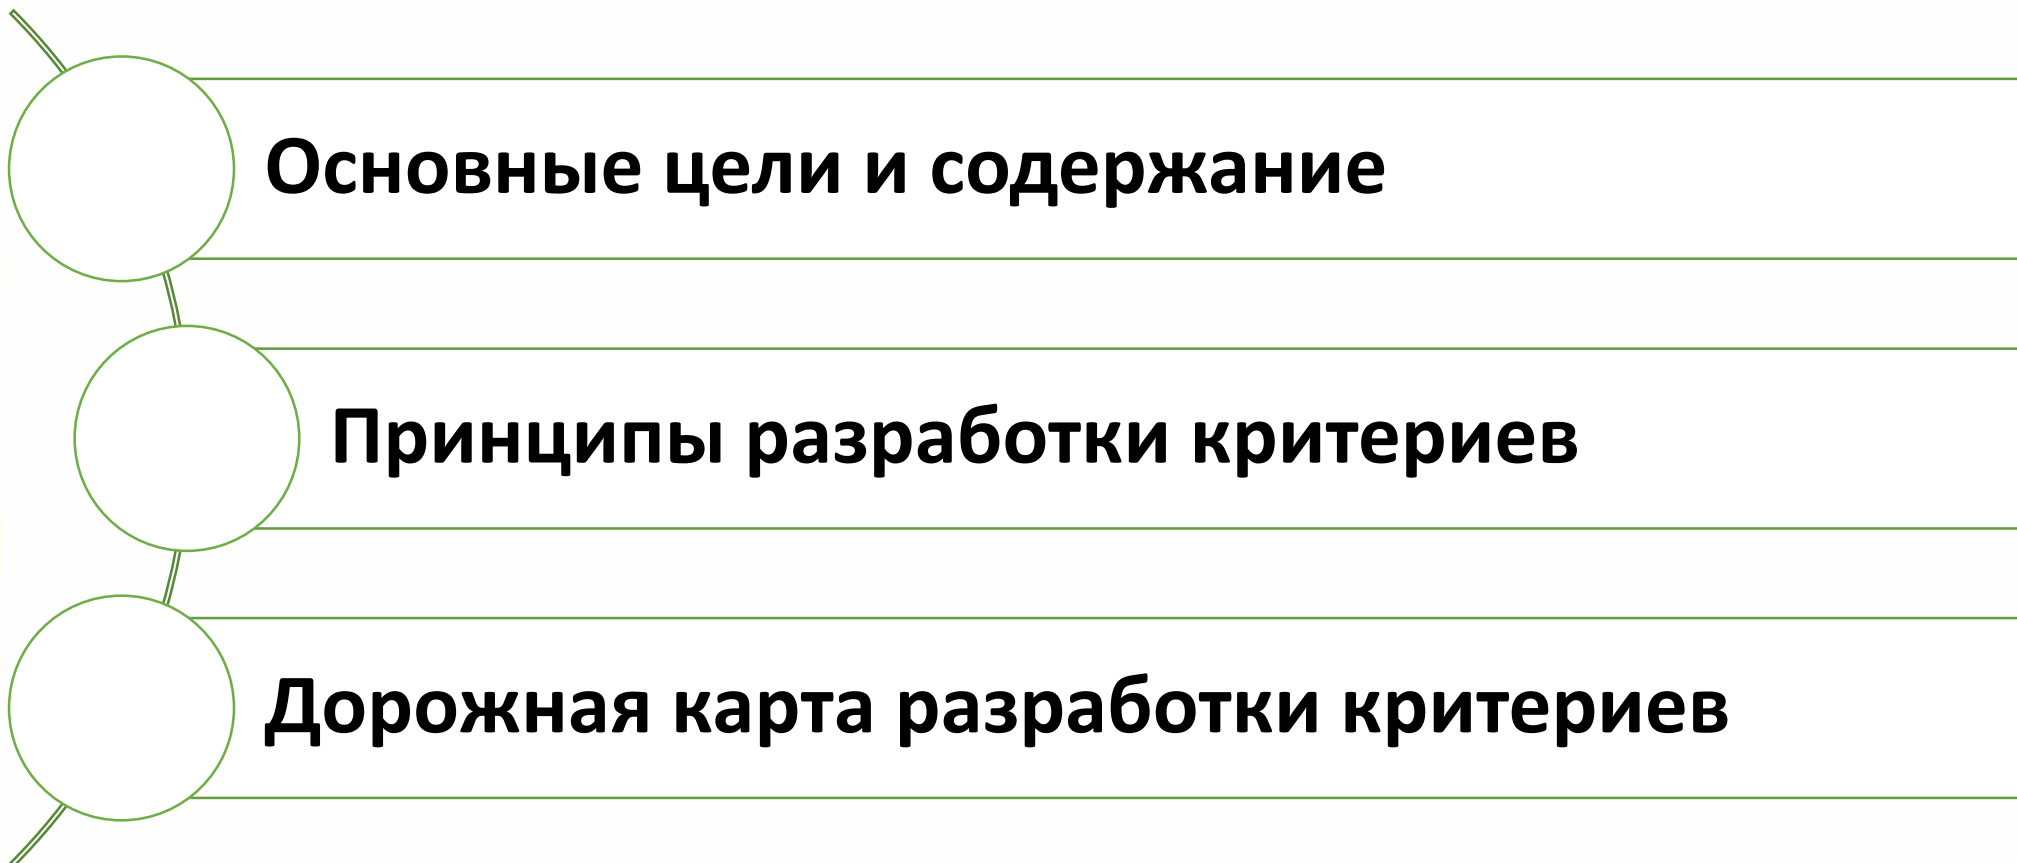 Основные цели и содержание
Принципы разработки критериев
Дорожная карта разработки критериев